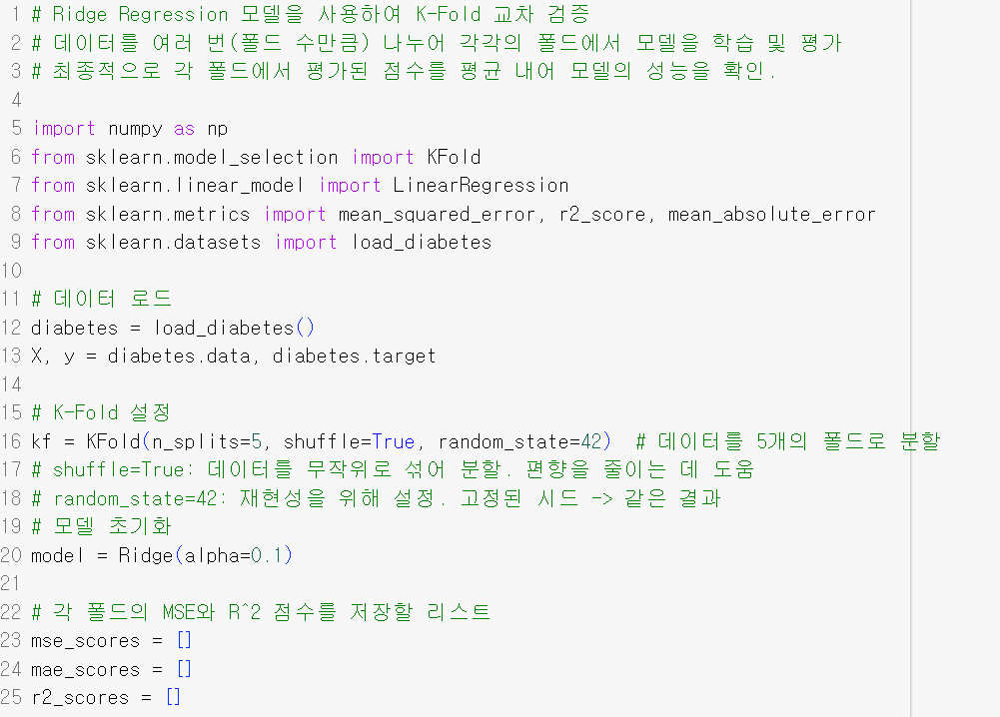 1 # Ridge Regression 모델을 사용하여 K-Fold 교차 검증
2 # 데이터를 여러 번(폴드 수만큼) 나누어 각각의 폴드에서 모델을 학습 및 평가
3 # 최종적으로 각 폴드에서 평가된 점수를 평균 내어 모델의 성능을 확인.
4
5 import numpy as np
6 from sklearn.model_selection import KFold
7 from sklearn.linear_model import LinearRegression
8 from sklearn.metrics import mean_squared_error, r2_score, mean_absolute_error
9 from sklearn.datasets import load_diabetes
10
11 # 데이터 로드
12 diabetes = load_diabetes()
13 X, y = diabetes.data, diabetes.target
14
15 # K-Fold 설정
16 kf = KFold(n_splits=5, shuffle=True, random_state=42)  # 데이터를 5개의 폴드로 분할
17 # shuffle=True: 데이터를 무작위로 섞어 분할. 편향을 줄이는 데 도움
18 # random_state=42: 재현성을 위해 설정. 고정된 시드 -> 같은 결과
19 # 모델 초기화
20 model = Ridge(alpha=0.1)
21
22 # 각 폴드의 MSE와 R^2 점수를 저장할 리스트
23 mse_scores = []
24 mae_scores = []
25 r2_scores = []